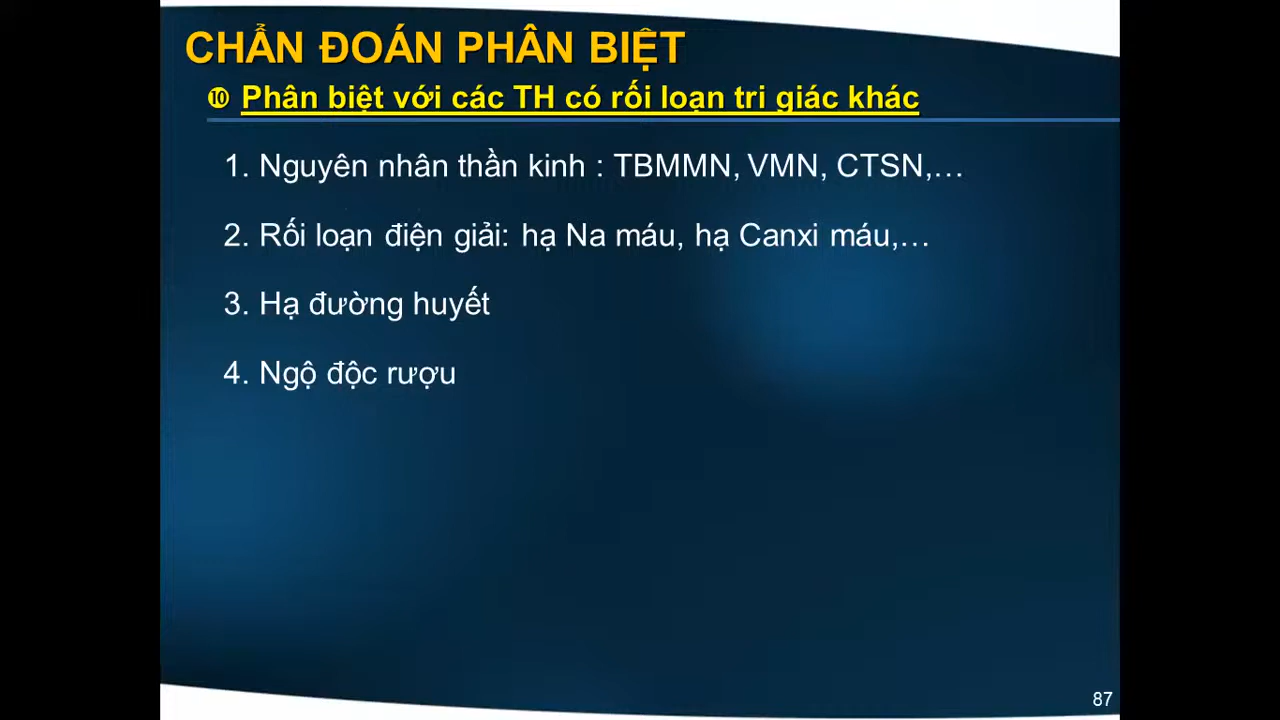 CHẨN ĐOÁN PHÂN BIỆT
❿ Phân biệt với các TH có rối loạn tri giác khác
1. Nguyên nhân thần kinh : TBMMN, VMN, CTSN,…
2. Rối loạn điện giải: hạ Na máu, hạ Canxi máu,…
3. Hạ đường huyết
4. Ngộ độc rượu
87